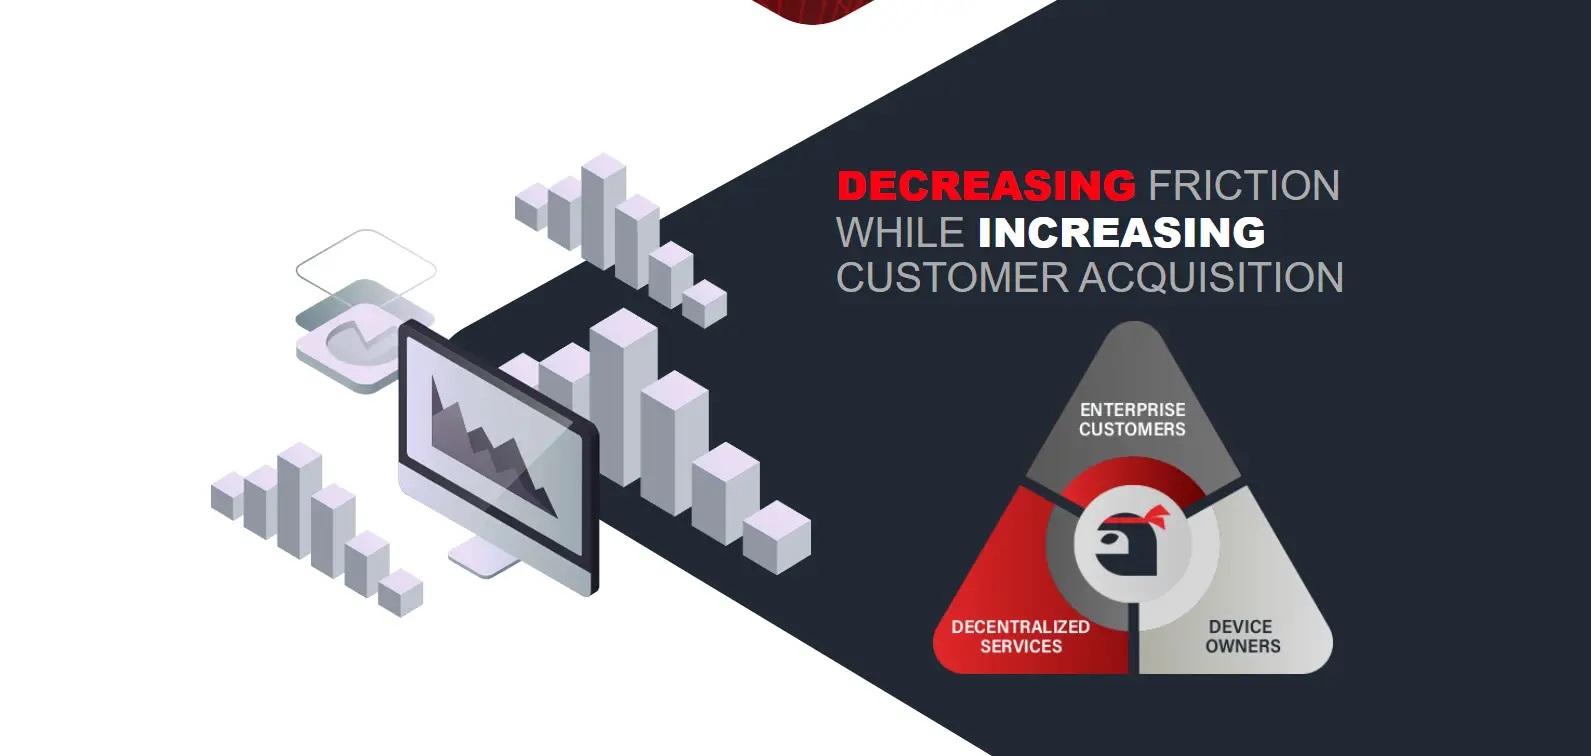 DECREASING FRICTION
WHILE INCREASING
CUSTOMER ACQUISITION
ENTERPRISE
CUSTOMERS
DECENTRALIZED
SERVICES
DEVICE
OWNERS